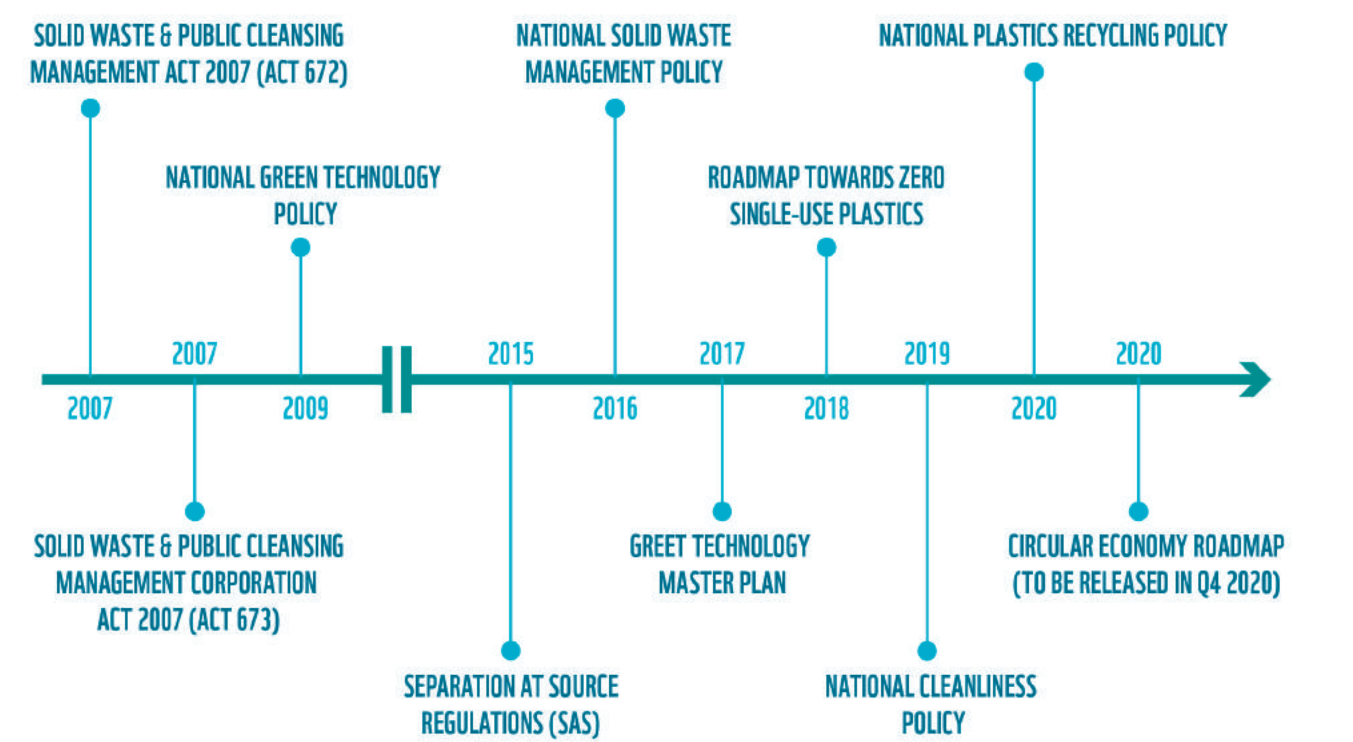 SOLID WASTE & PUBLIC CLEANSING
MANAGEMENT ACT 2007 (ACT 672)
NATIONAL SOLID WASTE
MANAGEMENT POLICY
NATIONAL PLASTICS RECYCLING POLICY
NATIONAL GREEN TECHNOLOGY
POLICY
ROADMAP TOWARDS ZERO
SINGLE-USE PLASTICS
2007
2015
2017
2019
2020
2007
2009
2016
2018
2020
SOLID WASTE & PUBLIC CLEANSING
MANAGEMENT CORPORATION
ACT 2007 (ACT 673)
GREET TECHNOLOGY
MASTER PLAN
CIRCULAR ECONOMY ROADMAP
(TO BE RELEASED IN Q4 2020)
SEPARATION AT SOURCE
REGULATIONS (SAS)
NATIONAL CLEANLINESS
POLICY